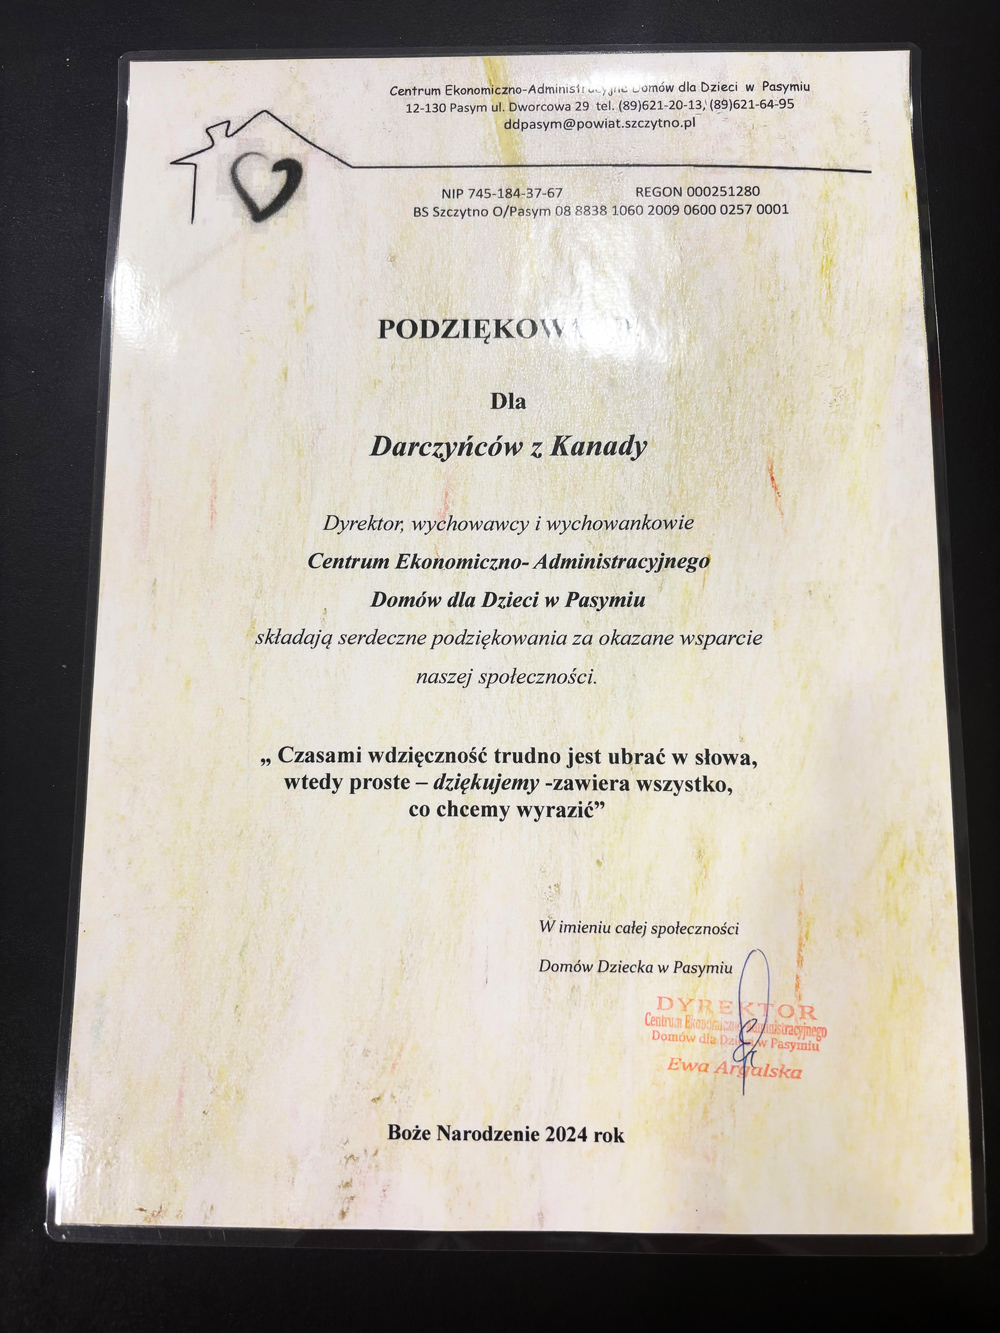 Centrum Ekonomiczno-Administracyjne Domów dla Dzieci w Pasymiu
12-130 Pasym ul. Dworcowa 29 tel. (89)621-20-13, (89)621-64-95
ddpasym@powiat.szczytno.pl
NIP 745-184-37-67 REGON 000251280
BS Szczytno O/Pasym 08 8838 1060 2009 0600 0257 0001
Dla
Darczyńców z Kanady
Dyrektor, wychowawcy i wychowankowie
Centrum Ekonomiczno- Administracyjnego
Domów dla Dzieci w Pasymiu
składają serdeczne podziękowania za okazane wsparcie
naszej społeczności.
„ Czasami wdzięczność trudno jest ubrać w słowa,
wtedy proste – dziękujemy -zawiera wszystko,
co chcemy wyrazić”
W imieniu całej społeczności
Domów Dziecka w Pasymiu
DYREKTOR
Centrum Ekonomiczno-Administracyjnego
Domów dla Dzieci w Pasymiu
Ewa Argalska
Boże Narodzenie 2024 rok